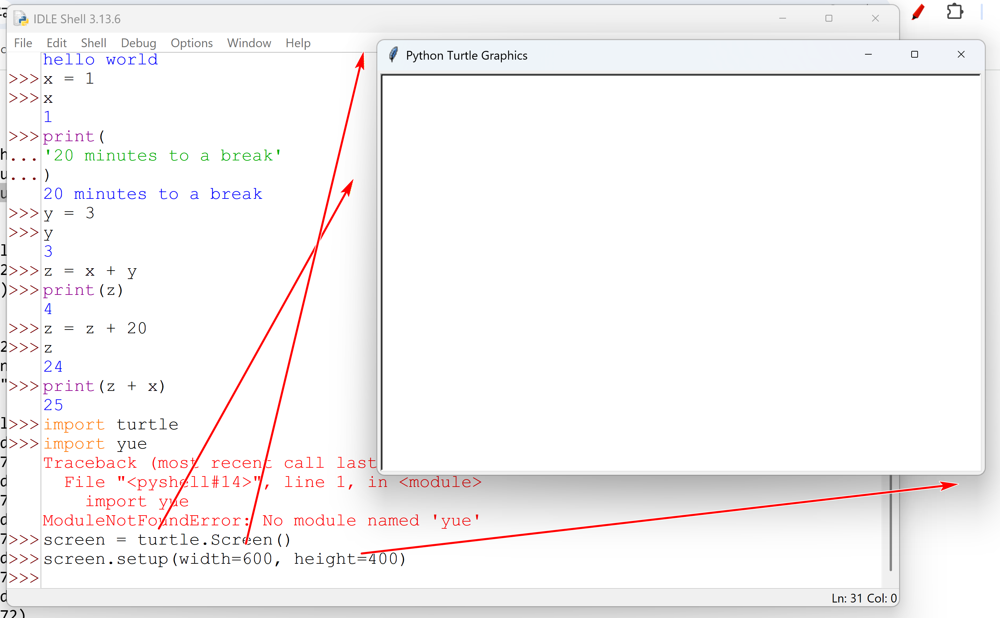 IDLE Shell 3.13.6
File Edit Shell Debug Options Window Help
hello world
>>> x = 1
>>> x
1
>>> print(
... '20 minutes to a break'
... )
20 minutes to a break
>>> y = 3
>>> y
3
>>> z = x + y
>>> print(z)
4
>>> z = z + 20
>>> z
24
>>> print(z + x)
25
>>> import turtle
>>> import yue
Traceback (most recent call last
File "<pyshell#14>", line 1, in <module>
import yue
ModuleNotFoundError: No module named 'yue'
>>> screen = turtle.Screen()
>>> screen.setup(width=600, height=400)
>>>
Ln: 31 Col: 0
Python Turtle Graphics
72)